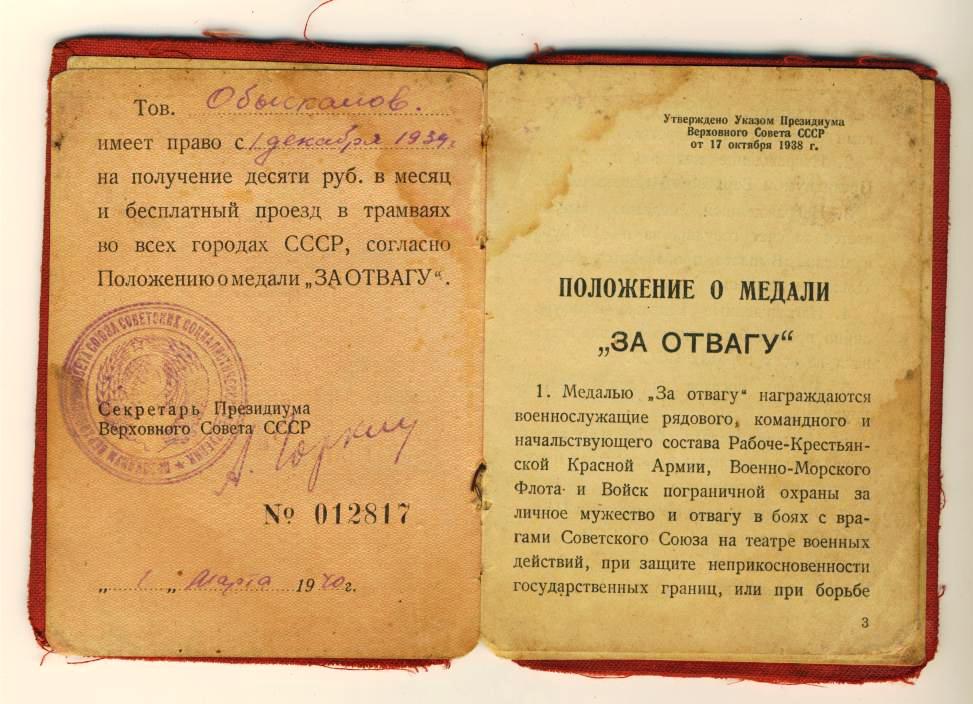 Тов. Обыскалов.
имеет право с 1 декабря 1939 г.
на получение десяти руб. в месяц
и бесплатный проезд в трамваях
во всех городах СССР, согласно
Положению о медали „ЗА ОТВАГУ“.
Секретарь Президиума
Верховного Совета СССР
А. Горкин
№ 012817
„ 1 „ Марта 1940 г.
Утверждено Указом Президиума
Верховного Совета СССР
от 17 октября 1938 г.
ПОЛОЖЕНИЕ О МЕДАЛИ
„ЗА ОТВАГУ“
1. Медалью „За отвагу“ награждаются
военнослужащие рядового, командного и
начальствующего состава Рабоче-Крестьян-
ской Красной Армии, Военно-Морского
Флота и Войск пограничной охраны за
личное мужество и отвагу в боях с вра-
гами Советского Союза на театре военных
действий, при защите неприкосновенности
государственных границ, или при борьбе
3